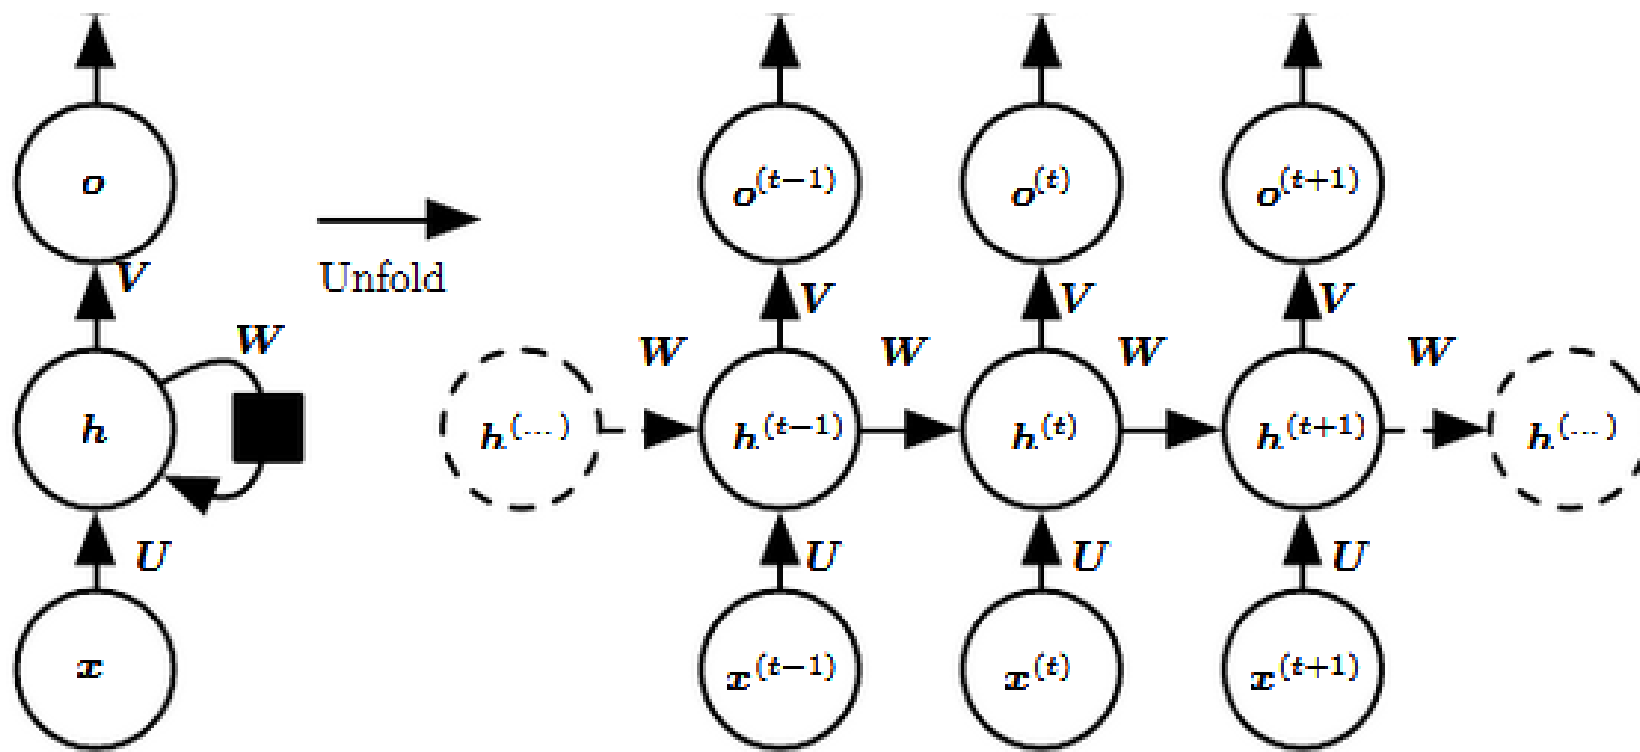 o o(t−1) o(t) o(t+1)
Unfold
V V V V
W W W W W
h h(...) h(t−1) h(t) h(t+1) h(...)
U U U U
x x(t−1) x(t) x(t+1)